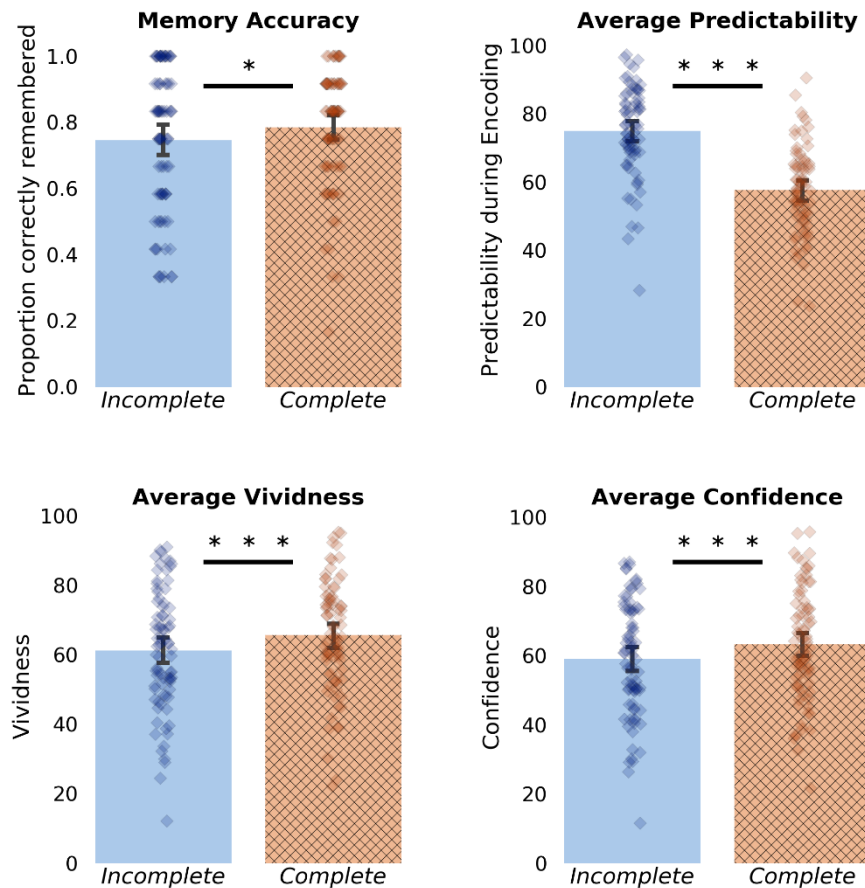 Memory Accuracy
Proportion correctly remembered
1.0
0.8
0.6
0.4
0.2
0.0
*
Incomplete
Complete
Average Predictability
Predictability during Encoding
100
80
60
40
20
0
* * *
Incomplete
Complete
Average Vividness
Vividness
100
80
60
40
20
0
* * *
Incomplete
Complete
Average Confidence
Confidence
100
80
60
40
20
0
* * *
Incomplete
Complete